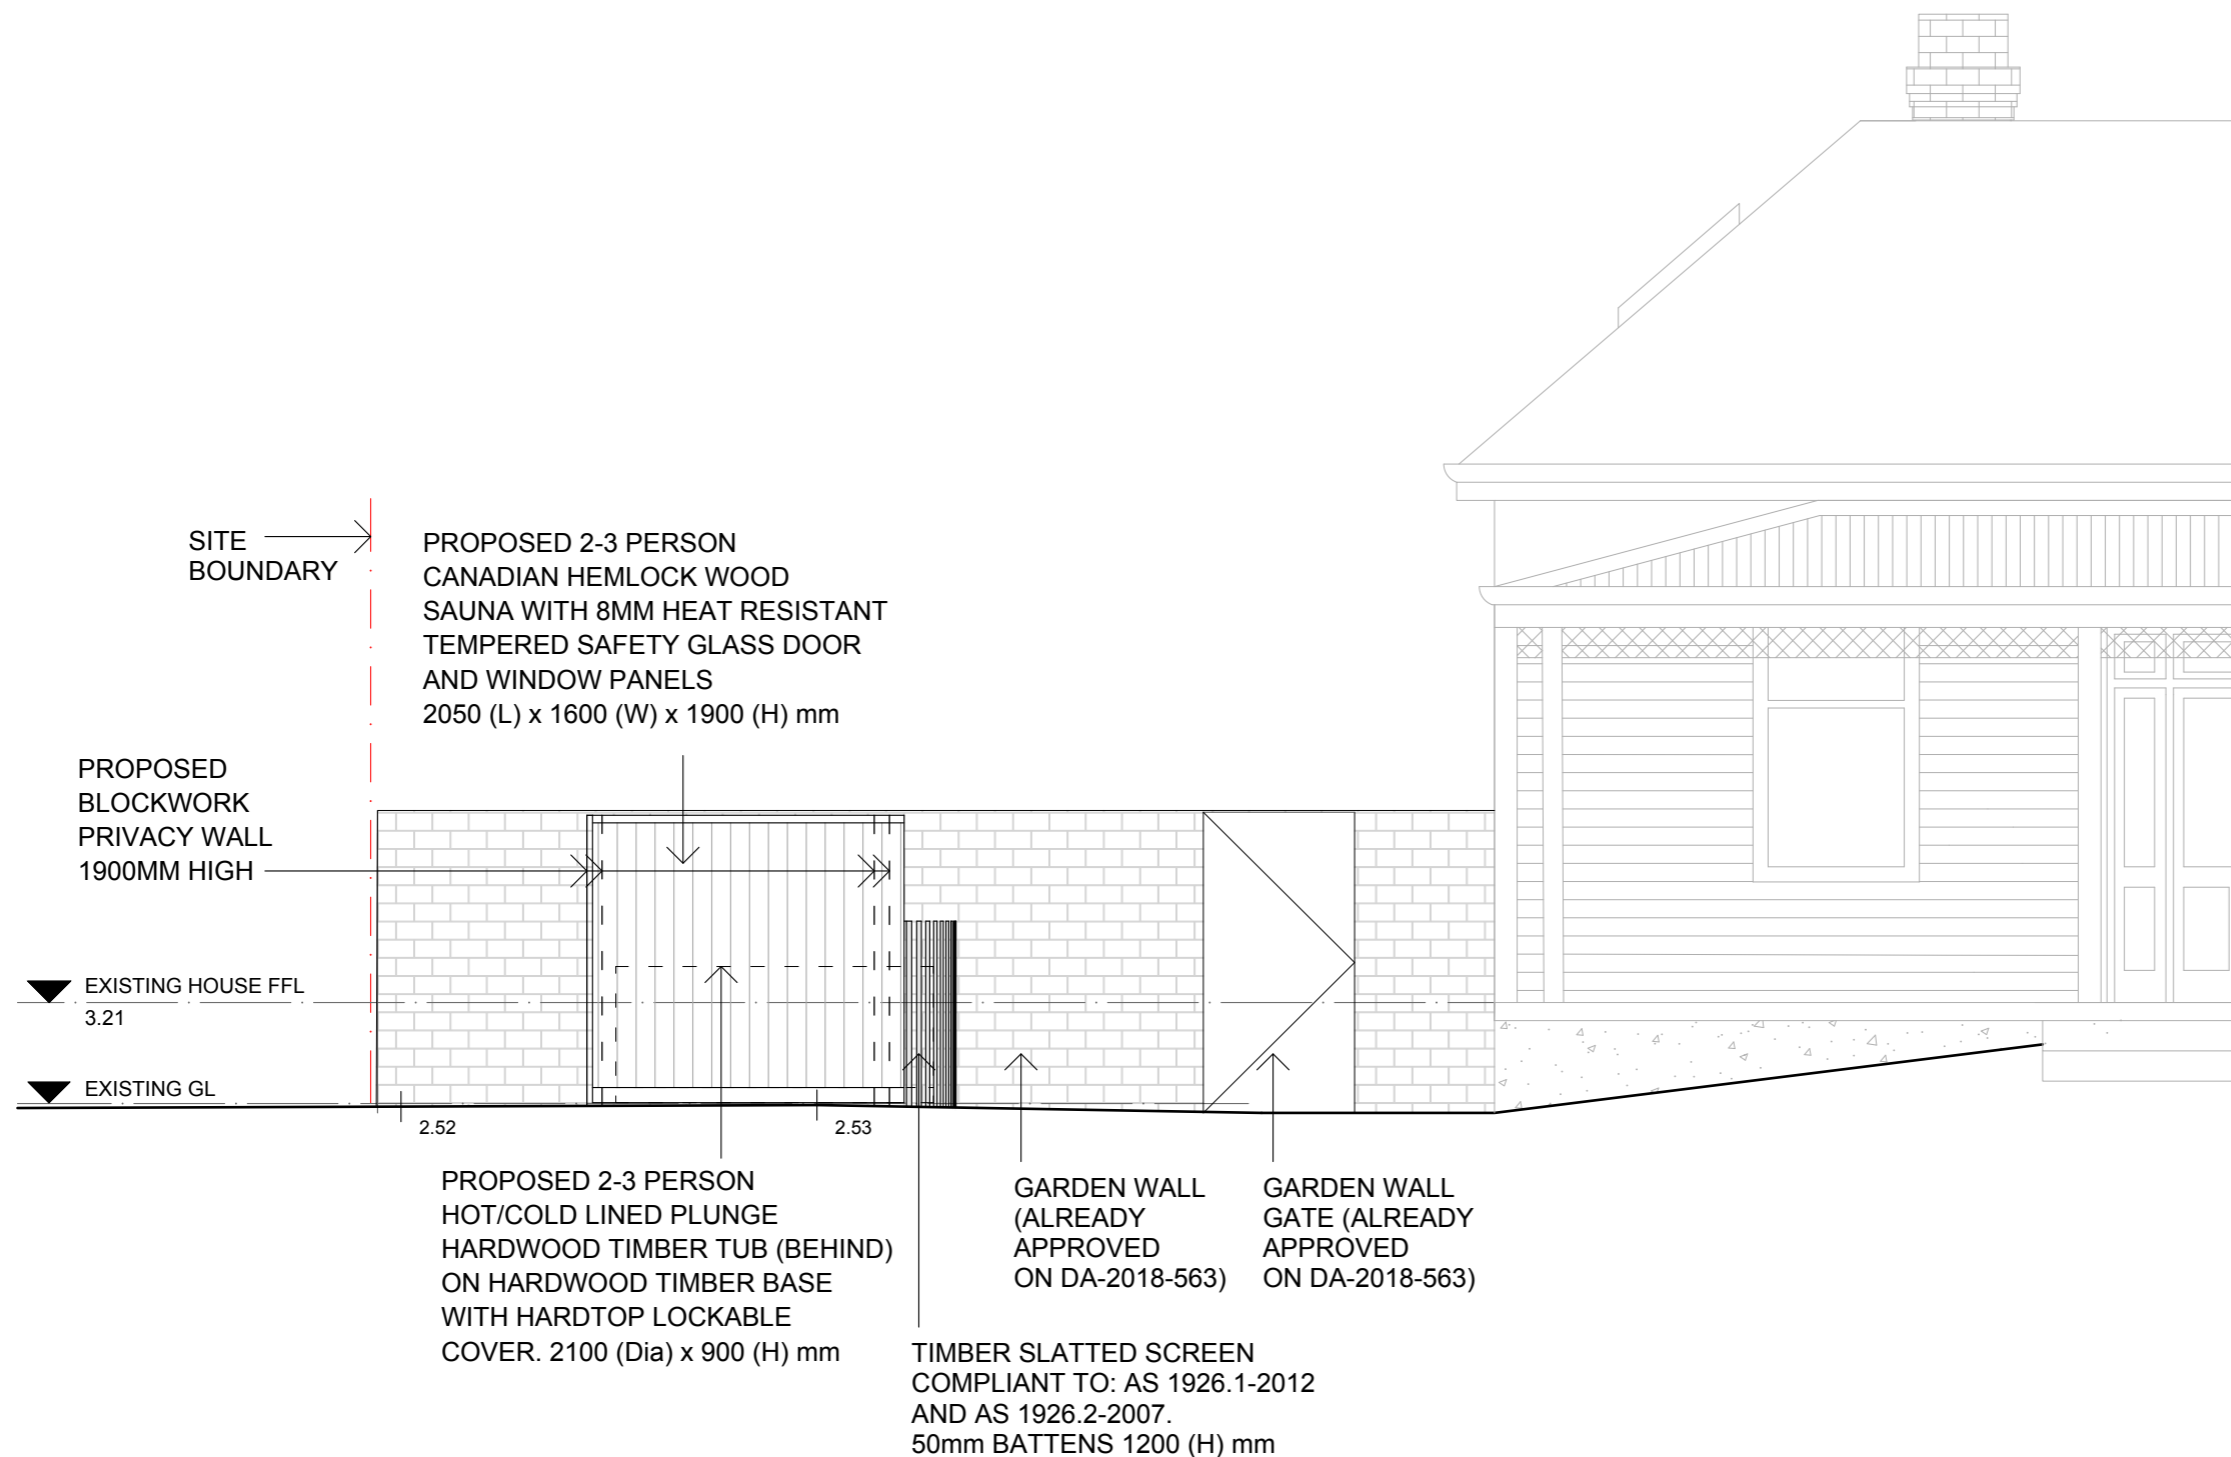 SITE
BOUNDARY
PROPOSED 2-3 PERSON
CANADIAN HEMLOCK WOOD
SAUNA WITH 8MM HEAT RESISTANT
TEMPERED SAFETY GLASS DOOR
AND WINDOW PANELS
2050 (L) x 1600 (W) x 1900 (H) mm
PROPOSED
BLOCKWORK
PRIVACY WALL
1900MM HIGH
EXISTING HOUSE FFL
3.21
EXISTING GL
2.52
2.53
PROPOSED 2-3 PERSON
HOT/COLD LINED PLUNGE
HARDWOOD TIMBER TUB (BEHIND)
ON HARDWOOD TIMBER BASE
WITH HARDTOP LOCKABLE
COVER. 2100 (Dia) x 900 (H) mm
GARDEN WALL
(ALREADY
APPROVED
ON DA-2018-563)
GARDEN WALL
GATE (ALREADY
APPROVED
ON DA-2018-563)
TIMBER SLATTED SCREEN
COMPLIANT TO: AS 1926.1-2012
AND AS 1926.2-2007.
50mm BATTENS 1200 (H) mm